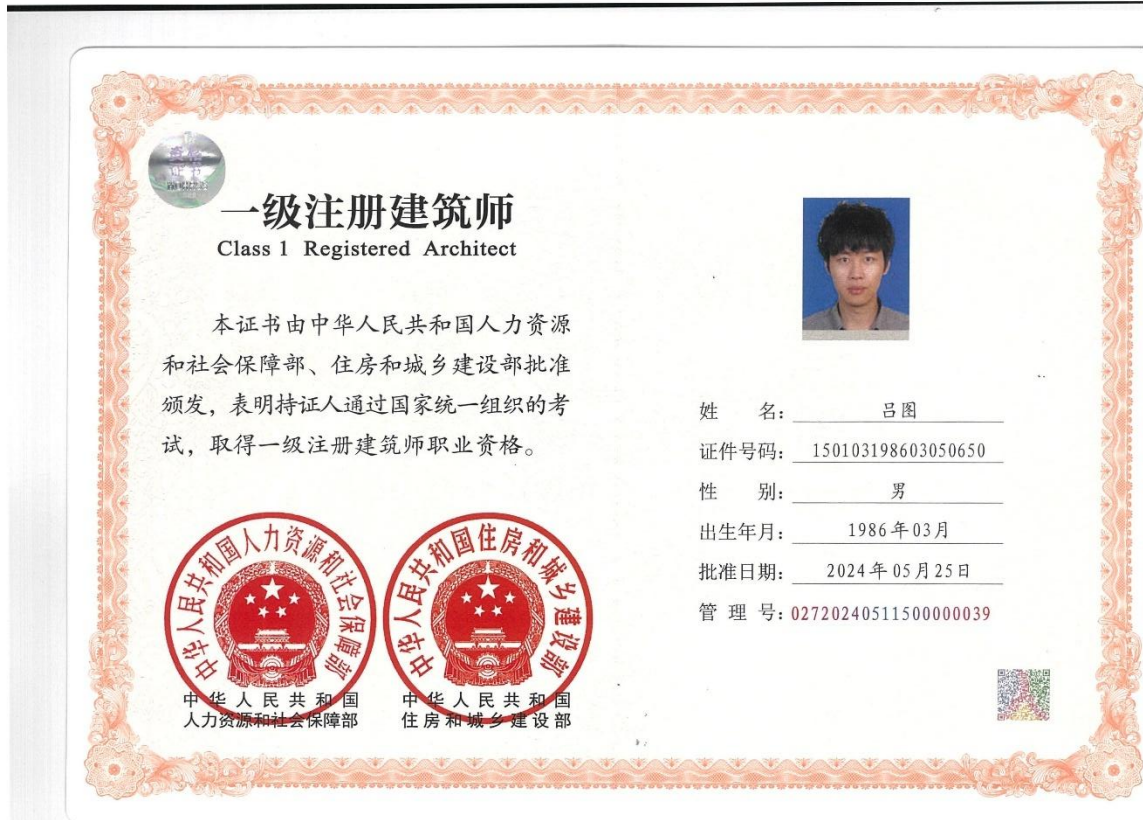 一级注册建筑师
Class 1 Registered Architect
本证书由中华人民共和国人力资源
和社会保障部、住房和城乡建设部批准
颁发，表明持证人通过国家统一组织的考
试，取得一级注册建筑师职业资格。
中华人民共和国人力资源和社会保障部
中华人民共和国住房和城乡建设部
中华人民共和国
人力资源和社会保障部
中华人民共和国
住房和城乡建设部
姓 名：吕图
证件号码：150103198603050650
性 别：男
出生年月：1986年03月
批准日期：2024年05月25日
管 理 号：02720240511500000039